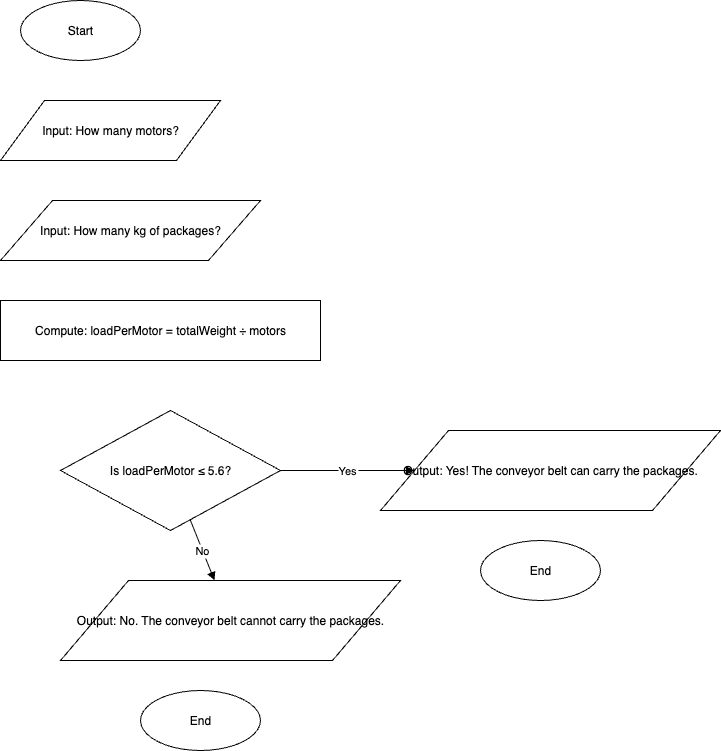 Start
Input: How many motors?
Input: How many kg of packages?
Compute: loadPerMotor = totalWeight ÷ motors
Is loadPerMotor ≤ 5.6?
Yes
Output: Yes! The conveyor belt can carry the packages.
No
End
Output: No. The conveyor belt cannot carry the packages.
End